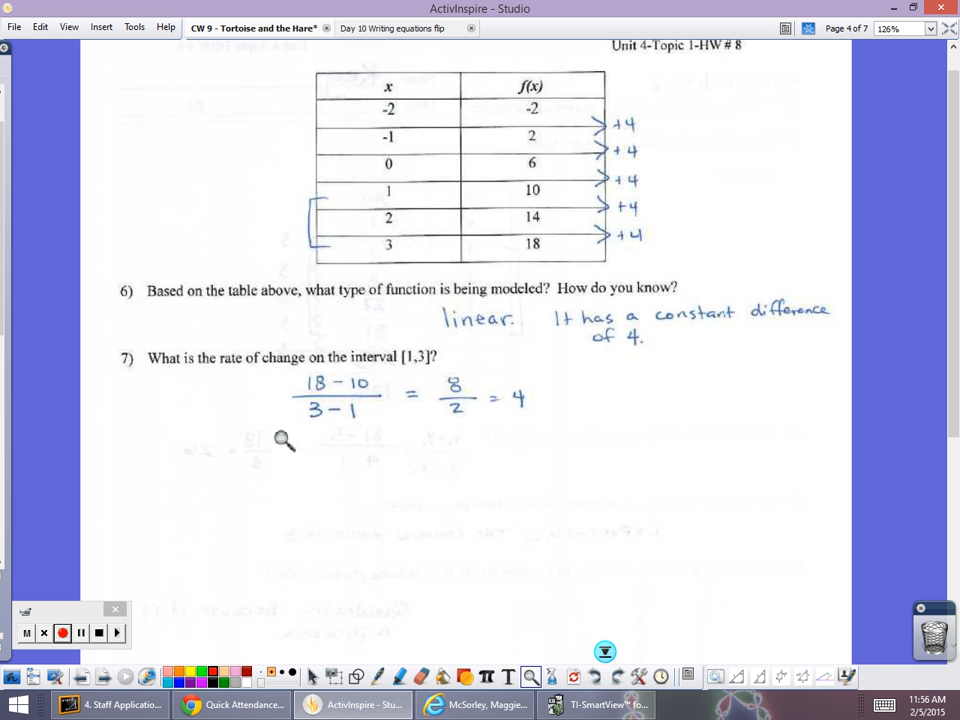 ActivInspire - Studio
File Edit View Insert Tools Help
CW 9 - Tortoise and the Hare*
Day 10 Writing equations flip
Page 4 of 7
126%
Unit 4-Topic 1-HW # 8
x f(x)
-2 -2
-1 2
0 6
1 10
2 14
3 18
+4
+4
+4
+4
+4
6) Based on the table above, what type of function is being modeled? How do you know?
linear. It has a constant difference
of 4.
7) What is the rate of change on the interval [1,3]?
18-10 / 3-1 = 8/2 = 4
M
4. Staff Application...
Quick Attendance...
ActivInspire - Stu...
McSorley, Maggie...
TI-SmartView™ fo...
11:56 AM
2/5/2015